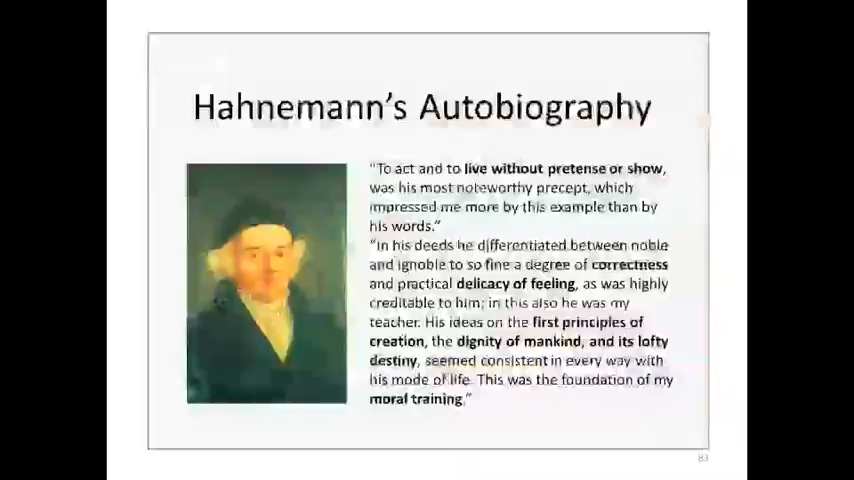 Hahnemann's Autobiography
"To act and to live without pretense or show,
was his most noteworthy precept, which
impressed me more by this example than by
his words."
"In his deeds he differentiated between noble
and ignoble to so fine a degree of correctness
and practical delicacy of feeling, as was highly
creditable to him; in this also he was my
teacher. His ideas on the first principles of
creation, the dignity of mankind, and its lofty
destiny, seemed consistent in every way with
his mode of life. This was the foundation of my
moral training."
83